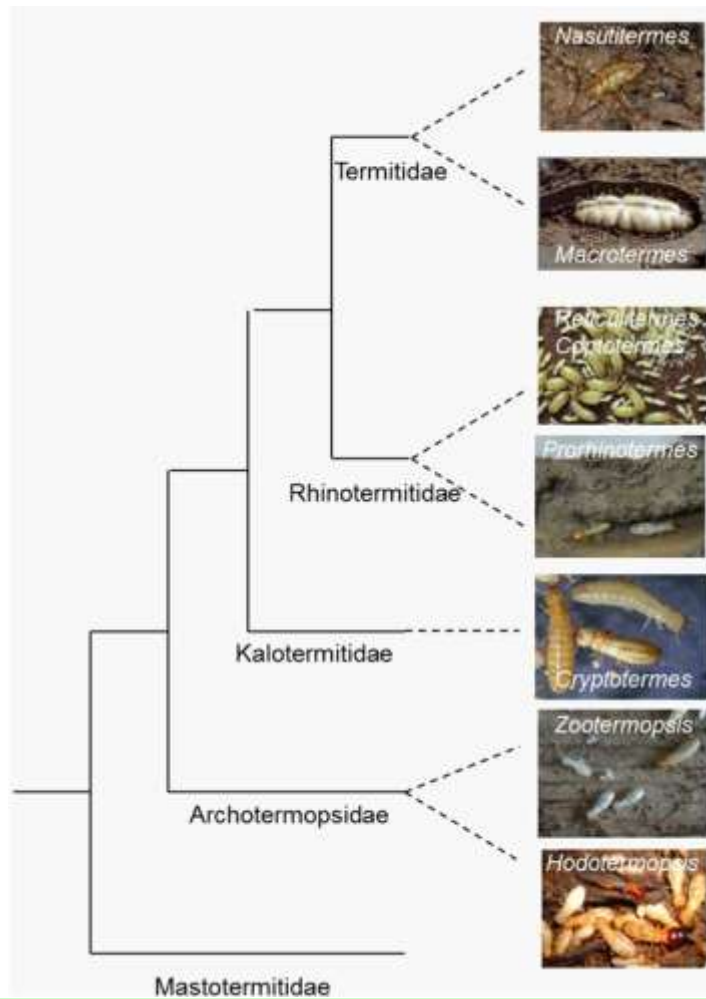 Nasutitermes
Termitidae
Macrotermes
Reticulitermes
Coptotermes
Prorhinotermes
Rhinotermitidae
Kalotermitidae
Cryptotermes
Zootermopsis
Archotermopsidae
Hodotermopsis
Mastotermitidae